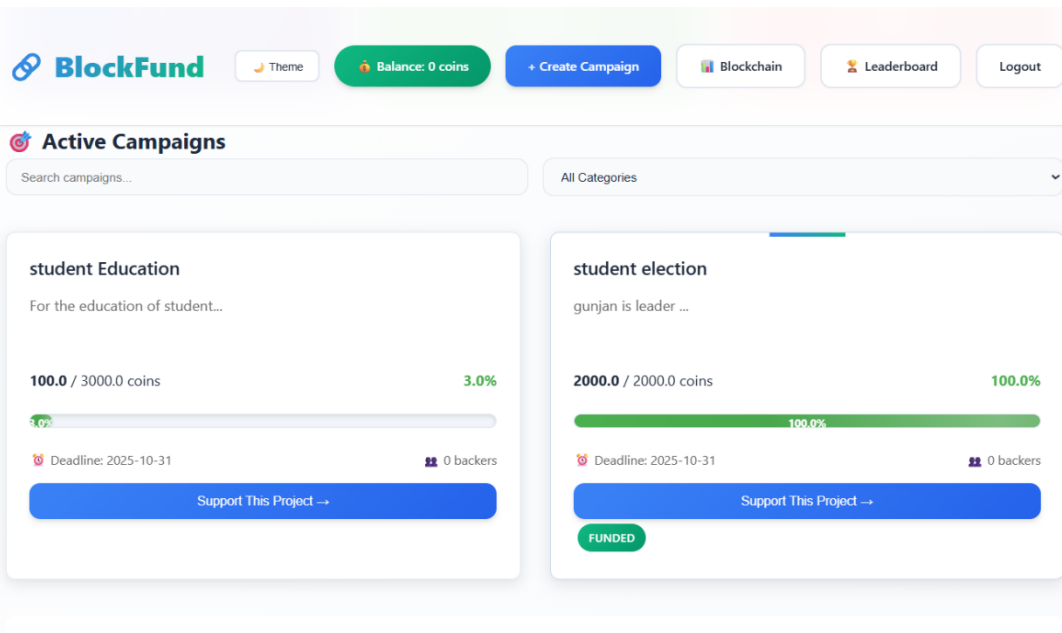 BlockFund
Theme
Balance: 0 coins
+ Create Campaign
Blockchain
Leaderboard
Logout
Active Campaigns
Search campaigns...
All Categories
student Education
For the education of student...
100.0 / 3000.0 coins
3.0%
3.0%
Deadline: 2025-10-31
0 backers
Support This Project →
student election
gunjan is leader ...
2000.0 / 2000.0 coins
100.0%
100.0%
Deadline: 2025-10-31
0 backers
Support This Project →
FUNDED